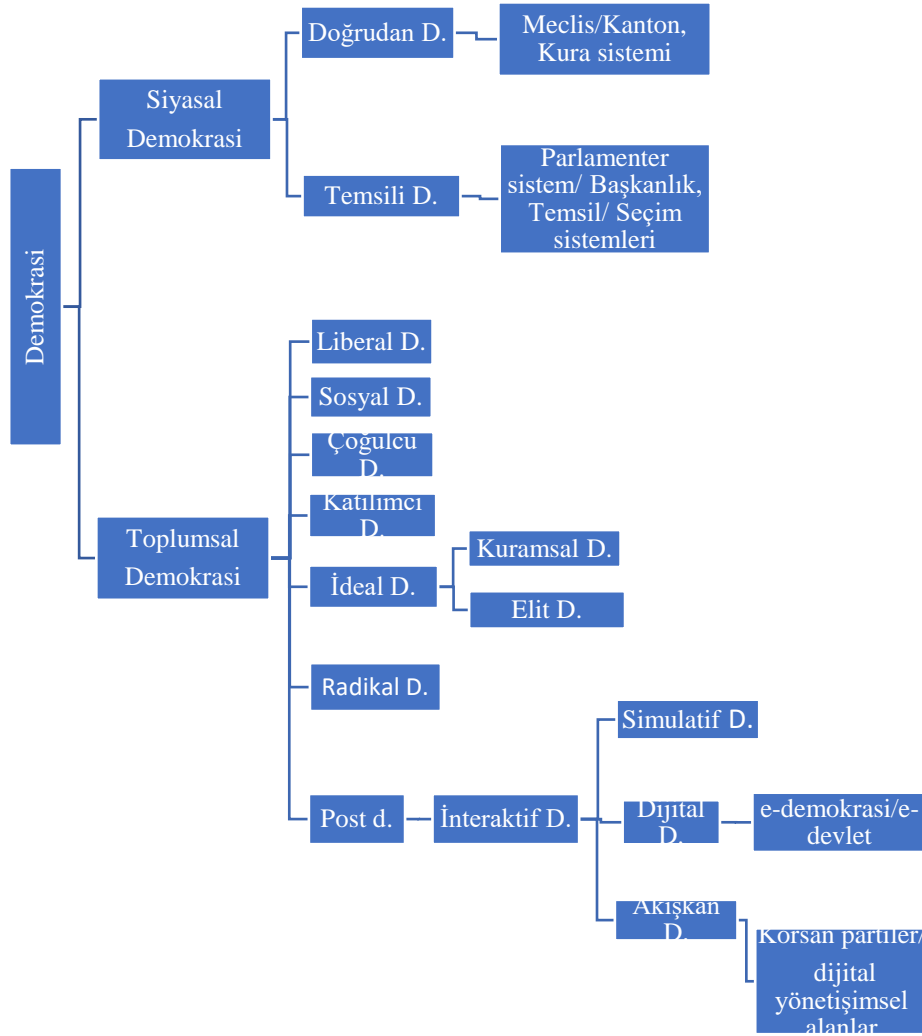 Demokrasi
Siyasal
Demokrasi
Doğrudan D.
Meclis/Kanton,
Kura sistemi
Temsili D.
Parlamenter
sistem/ Başkanlık,
Temsil/ Seçim
sistemleri
Toplumsal
Demokrasi
Liberal D.
Sosyal D.
Çoğulcu
D.
Katılımcı
D.
İdeal D.
Kuramsal D.
Elit D.
Radikal D.
Post d.
İnteraktif D.
Simulatif D.
Dijital
D.
e-demokrasi/e-
devlet
Akışkan
D.
Korsan partiler/
dijital
yönetişimsel
alanlar